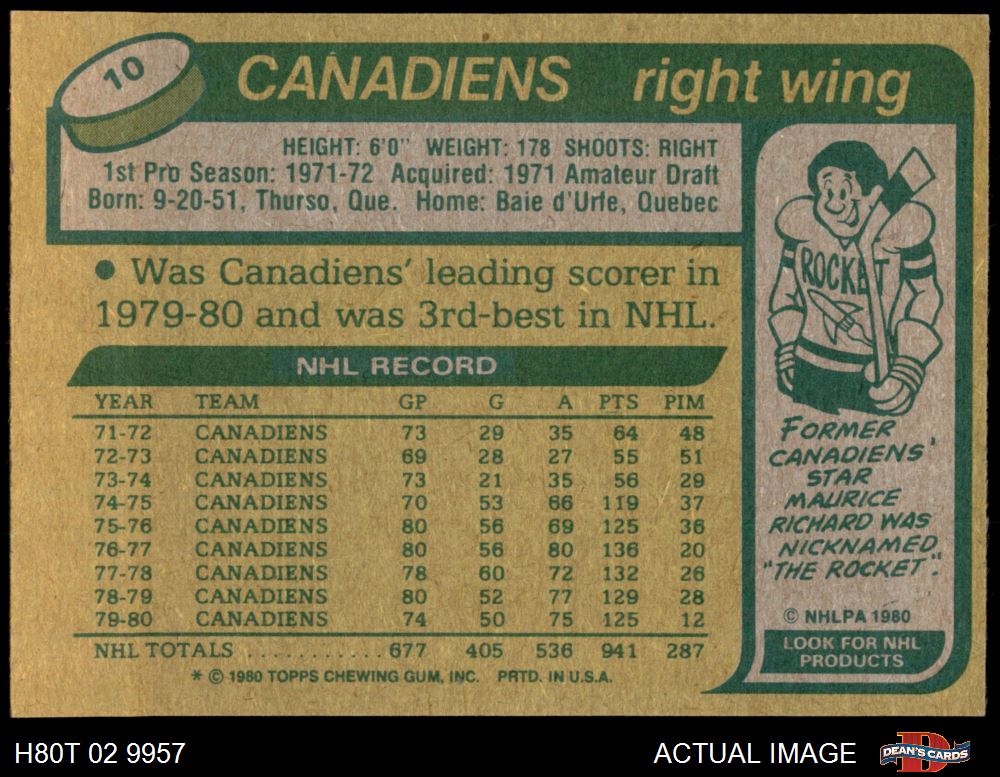 10
CANADIENS right wing
HEIGHT: 6'0" WEIGHT: 178 SHOOTS: RIGHT
1st Pro Season: 1971-72 Acquired: 1971 Amateur Draft
Born: 9-20-51, Thurso, Que. Home: Baie d'Urfe, Quebec
• Was Canadiens' leading scorer in
1979-80 and was 3rd-best in NHL.
NHL RECORD
YEAR TEAM GP G A PTS PIM
71-72 CANADIENS 73 29 35 64 48
72-73 CANADIENS 69 28 27 55 51
73-74 CANADIENS 73 21 35 56 29
74-75 CANADIENS 70 53 66 119 37
75-76 CANADIENS 80 56 69 125 36
76-77 CANADIENS 80 56 80 136 20
77-78 CANADIENS 78 60 72 132 26
78-79 CANADIENS 80 52 77 129 28
79-80 CANADIENS 74 50 75 125 12
NHL TOTALS ........... 677 405 536 941 287
* © 1980 TOPPS CHEWING GUM, INC. PRTD. IN U.S.A.
ROCKET
FORMER
CANADIENS'
STAR
MAURICE
RICHARD WAS
NICKNAMED
"THE ROCKET".
© NHLPA 1980
LOOK FOR NHL
PRODUCTS
H80T 02 9957
ACTUAL IMAGE
D
DEAN'S CARDS